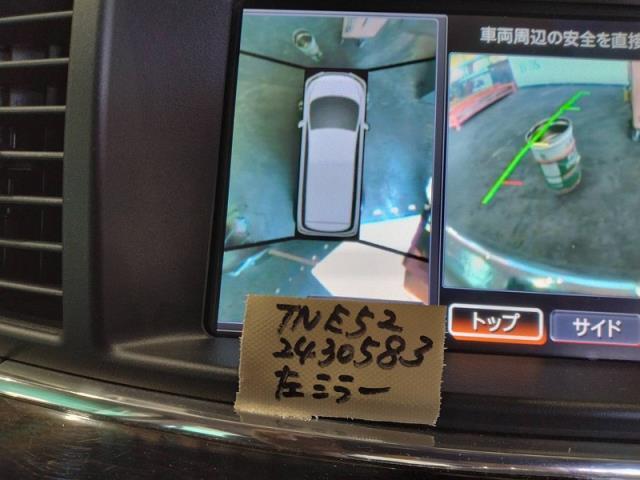 車両周辺の安全を直接
TNE52
2430583
左ミラー
トップ
サイド